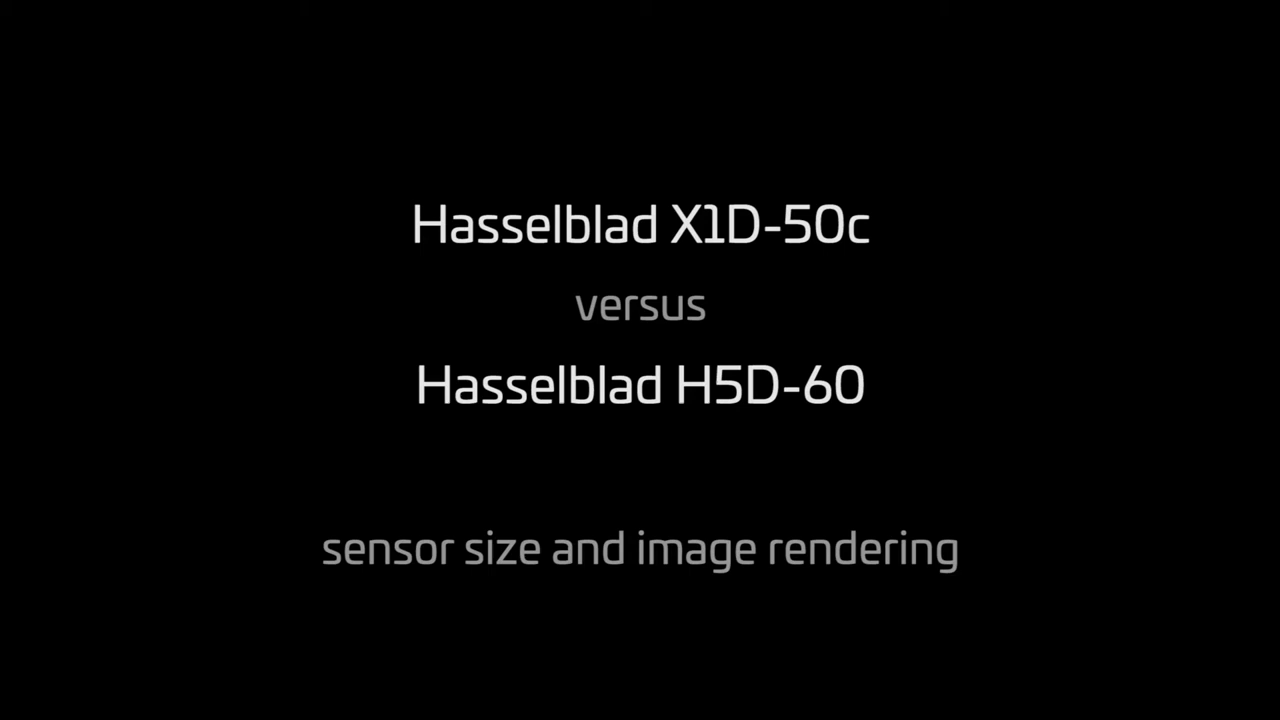 Hasselblad X1D-50c
versus
Hasselblad H5D-60
sensor size and image rendering